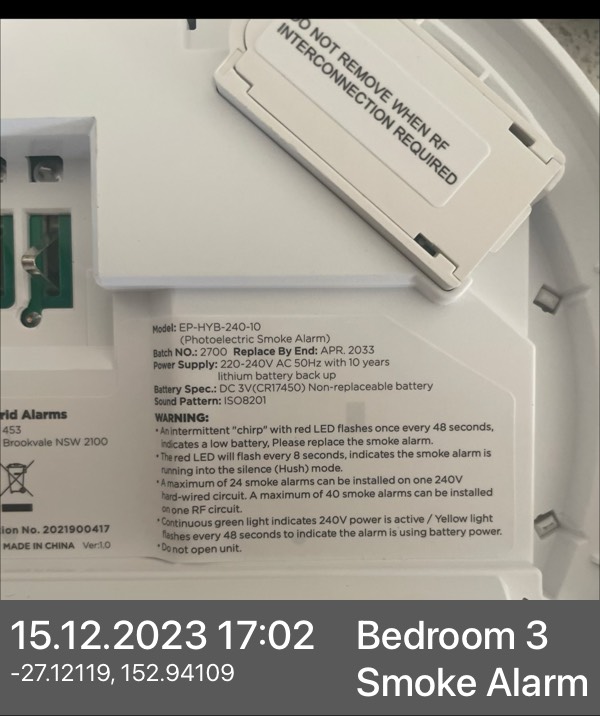 DO NOT REMOVE WHEN RF
INTERCONNECTION REQUIRED
Model: EP-HYB-240-10
(Photoelectric Smoke Alarm)
Batch NO.: 2700 Replace By End: APR. 2033
Power Supply: 220-240V AC 50Hz with 10 years
lithium battery back up
Battery Spec.: DC 3V(CR17450) Non-replaceable battery
Sound Pattern: ISO8201
WARNING:
• An intermittent "chirp" with red LED flashes once every 48 seconds,
indicates a low battery, Please replace the smoke alarm.
• The red LED will flash every 8 seconds, indicates the smoke alarm is
running into the silence (Hush) mode.
• A maximum of 24 smoke alarms can be installed on one 240V
hard-wired circuit. A maximum of 40 smoke alarms can be installed
on one RF circuit.
• Continuous green light indicates 240V power is active / Yellow light
flashes every 48 seconds to indicate the alarm is using battery power.
• Do not open unit.
rid Alarms
453
Brookvale NSW 2100
ion No. 2021900417
MADE IN CHINA Ver:1.0
15.12.2023 17:02
-27.12119, 152.94109
Bedroom 3
Smoke Alarm